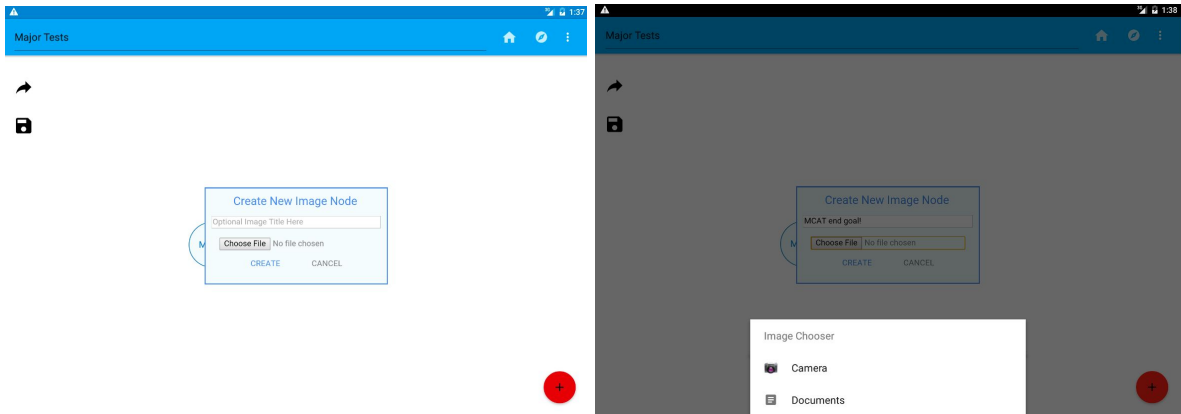 1:37
Major Tests
Create New Image Node
Optional Image Title Here
M
Choose File No file chosen
CREATE CANCEL
+
3G 1:38
Major Tests
Create New Image Node
MCAT end goal!
M
Choose File No file chosen
CREATE CANCEL
Image Chooser
Camera
Documents
+